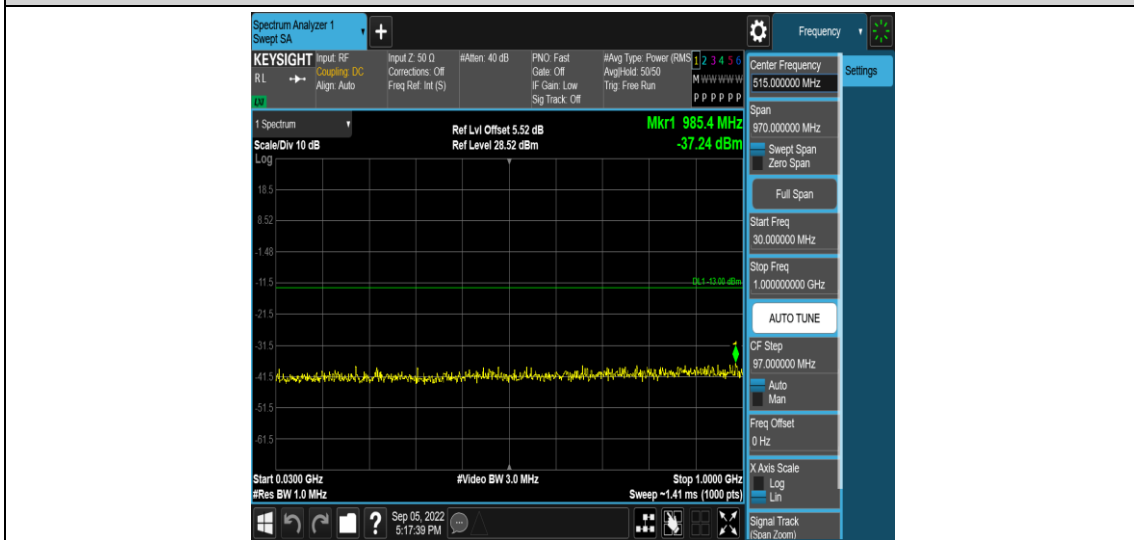 Spectrum Analyzer 1
Swept SA
+
Frequency
KEYSIGHT
RL
LXI
Input: RF
Coupling: DC
Align: Auto
Input Z: 50 Ω
Corrections: Off
Freq Ref: Int (S)
#Atten: 40 dB
PNO: Fast
Gate: Off
IF Gain: Low
Sig Track: Off
#Avg Type: Power (RMS
Avg|Hold: 50/50
Trig: Free Run
1 2 3 4 5 6
M W W W W W
P P P P P P
1 Spectrum
Scale/Div 10 dB
Ref Lvl Offset 5.52 dB
Ref Level 28.52 dBm
Mkr1 985.4 MHz
-37.24 dBm
Log
18.5
8.52
-1.48
-11.5
-21.5
-31.5
-41.5
-51.5
-61.5
DL1 -13.00 dBm
1
Start 0.0300 GHz
#Res BW 1.0 MHz
#Video BW 3.0 MHz
Stop 1.0000 GHz
Sweep ~1.41 ms (1000 pts)
Sep 05, 2022
5:17:39 PM
?
Center Frequency
515.000000 MHz
Settings
Span
970.000000 MHz
Swept Span
Zero Span
Full Span
Start Freq
30.000000 MHz
Stop Freq
1.000000000 GHz
AUTO TUNE
CF Step
97.000000 MHz
Auto
Man
Freq Offset
0 Hz
X Axis Scale
Log
Lin
Signal Track
(Span Zoom)